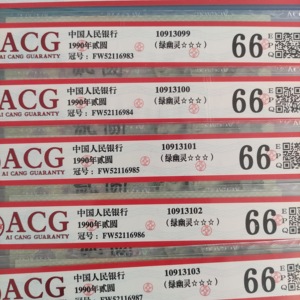 ACG
AI CANG GUARANTY
中国人民银行 10913099
1990年贰圆 (绿幽灵☆☆☆)
冠号: FW52116983
66 EPQ
ACG
AI CANG GUARANTY
中国人民银行 10913100
1990年贰圆 (绿幽灵☆☆☆)
冠号: FW52116984
66 EPQ
ACG
AI CANG GUARANTY
中国人民银行 10913101
1990年贰圆 (绿幽灵☆☆☆)
冠号: FW52116985
66 EPQ
ACG
AI CANG GUARANTY
中国人民银行 10913102
1990年贰圆 (绿幽灵☆☆☆)
冠号: FW52116986
66 EPQ
ACG
中国人民银行 10913103
1990年贰圆 (绿幽灵☆☆☆)
冠号: FW52116987
66